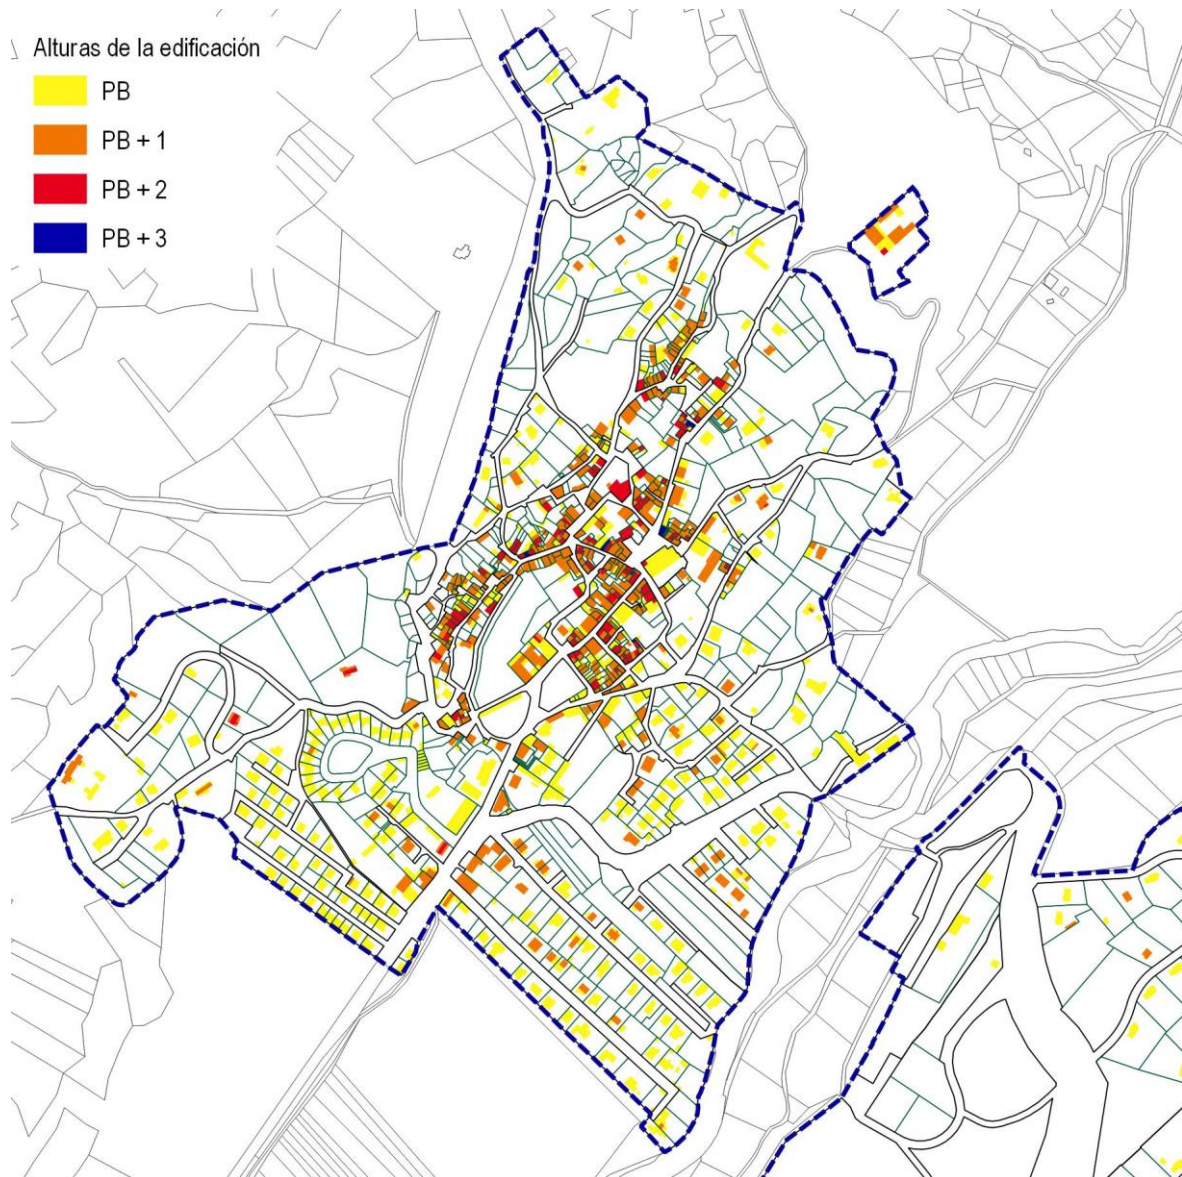 Alturas de la edificación
PB
PB + 1
PB + 2
PB + 3